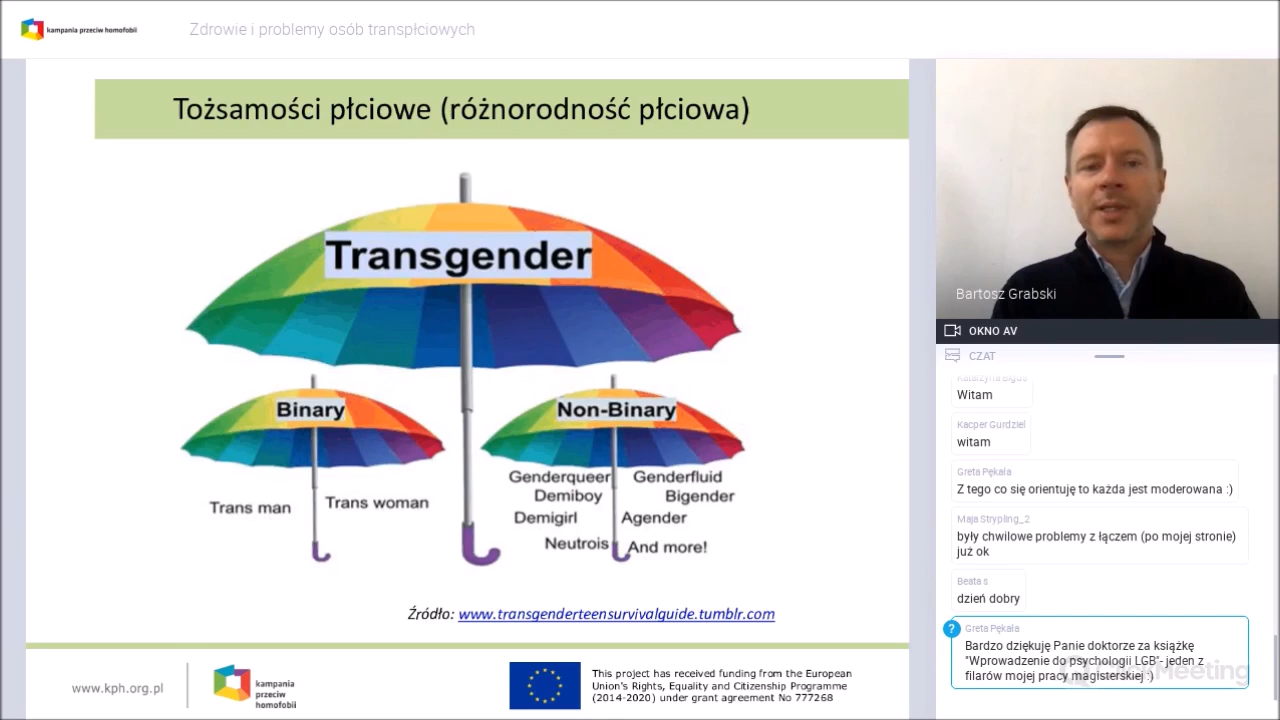 kampania przeciw homofobii
Zdrowie i problemy osób transpłciowych
Tożsamości płciowe (różnorodność płciowa)
Transgender
Binary
Trans man
Trans woman
Non-Binary
Genderqueer
Genderfluid
Demiboy
Bigender
Demigirl
Agender
Neutrois
And more!
Źródło: www.transgenderteensurvivalguide.tumblr.com
www.kph.org.pl
kampania
przeciw
homofobii
This project has received funding from the European
Union's Rights, Equality and Citizenship Programme
(2014-2020) under grant agreement No 777268
Bartosz Grabski
OKNO AV
CZAT
Witam
Kacper Gurdziel
witam
Greta Pękala
Z tego co się orientuję to każda jest moderowana :)
Maja Strypling_2
były chwilowe problemy z łączem (po mojej stronie)
już ok
Beata s
dzień dobry
?
Greta Pękala
Bardzo dziękuję Panie doktorze za książkę
"Wprowadzenie do psychologii LGB"- jeden z
filarów mojej pracy magisterskiej :)